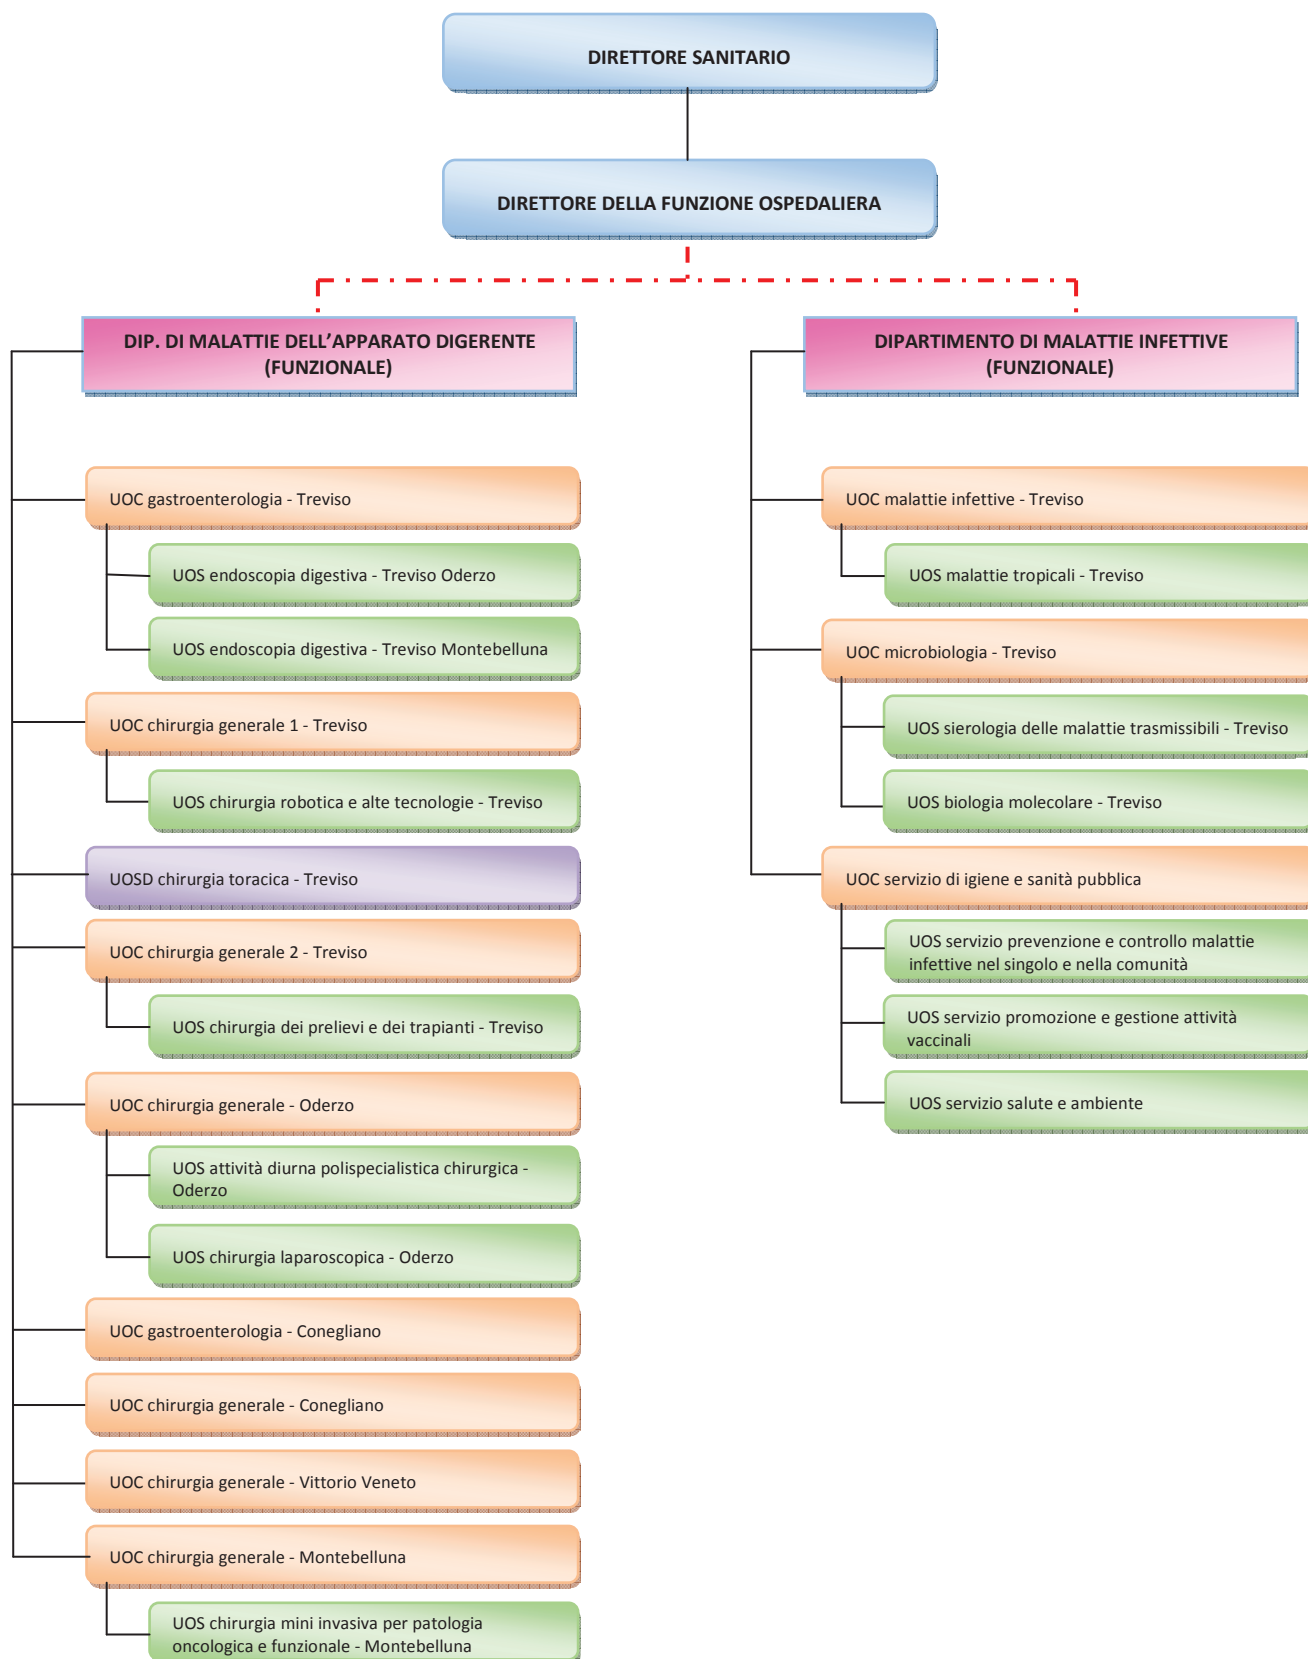 DIRETTORE SANITARIO
DIRETTORE DELLA FUNZIONE OSPEDALIERA
DIP. DI MALATTIE DELL’APPARATO DIGERENTE
(FUNZIONALE)
UOC gastroenterologia - Treviso
UOS endoscopia digestiva - Treviso Oderzo
UOS endoscopia digestiva - Treviso Montebelluna
UOC chirurgia generale 1 - Treviso
UOS chirurgia robotica e alte tecnologie - Treviso
UOSD chirurgia toracica - Treviso
UOC chirurgia generale 2 - Treviso
UOS chirurgia dei prelievi e dei trapianti - Treviso
UOC chirurgia generale - Oderzo
UOS attività diurna polispecialistica chirurgica -
Oderzo
UOS chirurgia laparoscopica - Oderzo
UOC gastroenterologia - Conegliano
UOC chirurgia generale - Conegliano
UOC chirurgia generale - Vittorio Veneto
UOC chirurgia generale - Montebelluna
UOS chirurgia mini invasiva per patologia
oncologica e funzionale - Montebelluna
DIPARTIMENTO DI MALATTIE INFETTIVE
(FUNZIONALE)
UOC malattie infettive - Treviso
UOS malattie tropicali - Treviso
UOC microbiologia - Treviso
UOS sierologia delle malattie trasmissibili - Treviso
UOS biologia molecolare - Treviso
UOC servizio di igiene e sanità pubblica
UOS servizio prevenzione e controllo malattie
infettive nel singolo e nella comunità
UOS servizio promozione e gestione attività
vaccinali
UOS servizio salute e ambiente